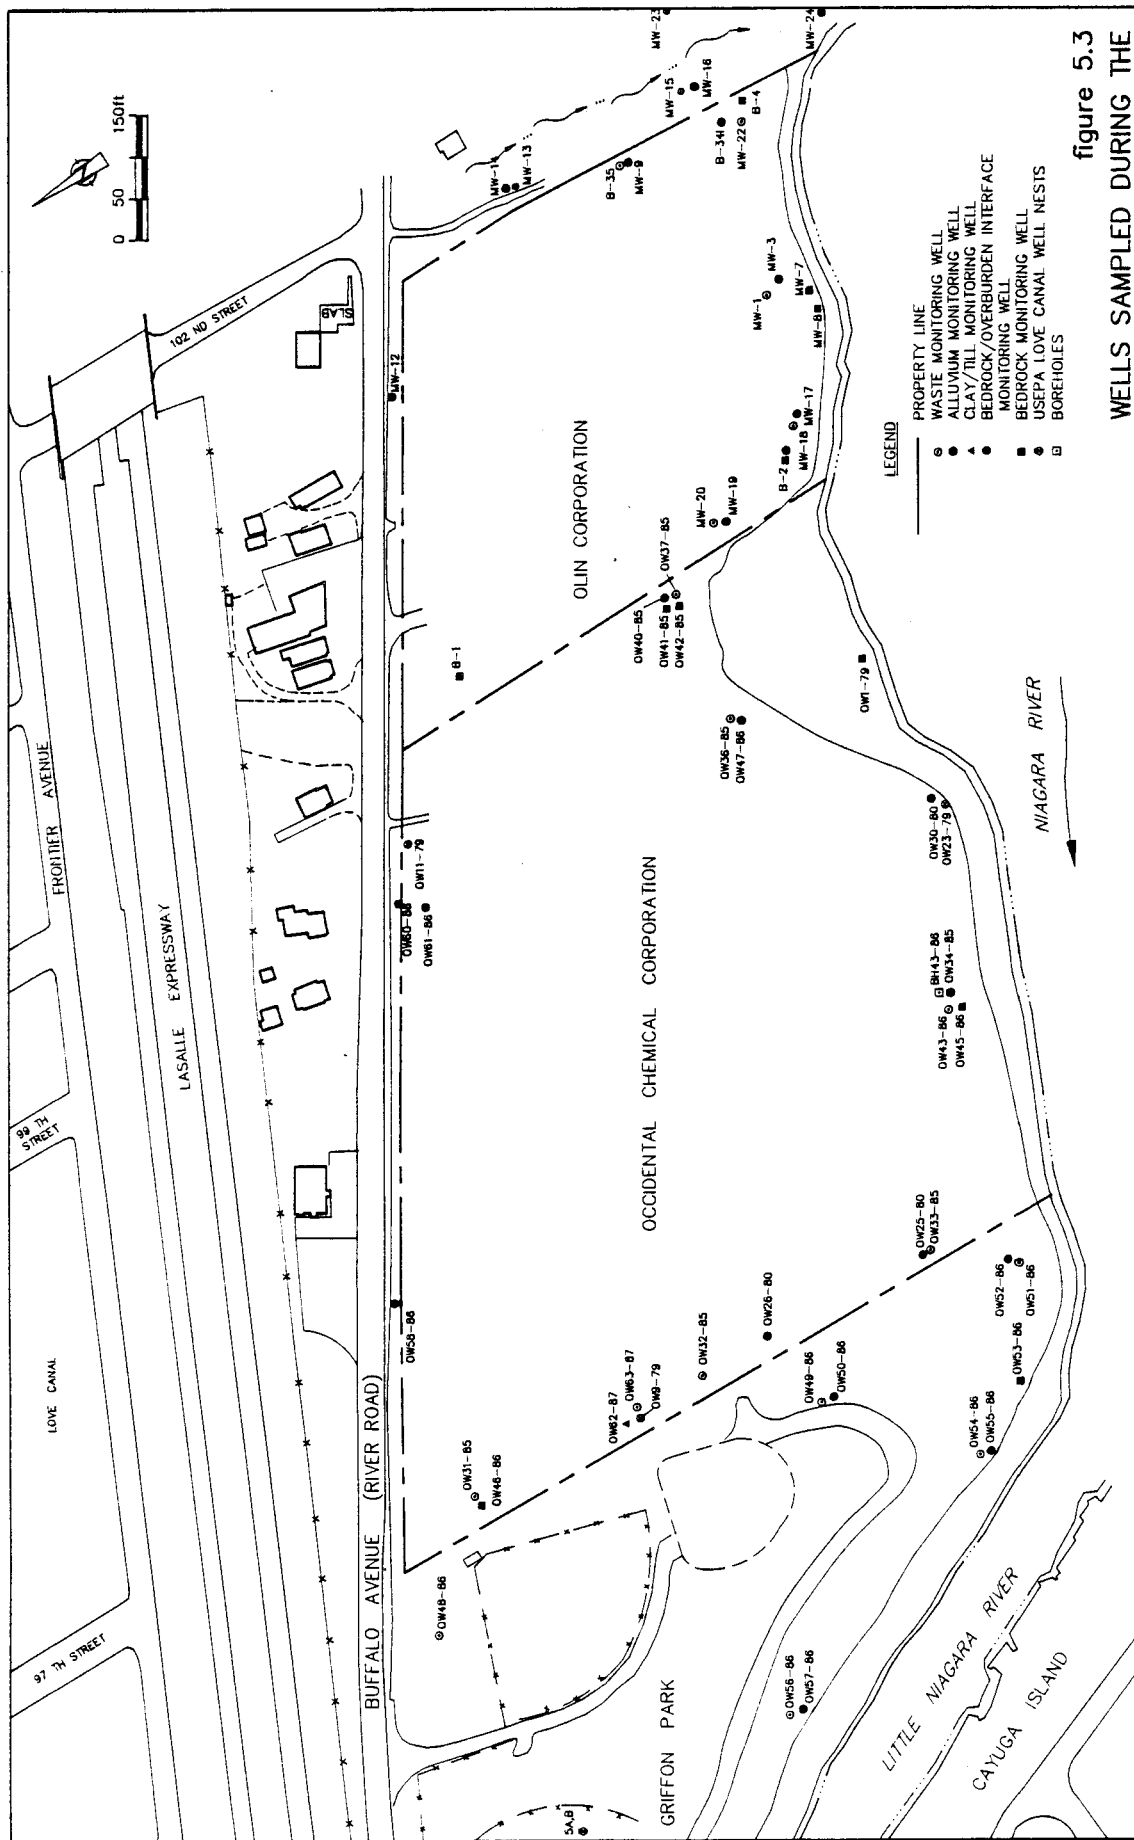 figure 5.3
WELLS SAMPLED DURING THE
0 50 150ft
LEGEND
PROPERTY LINE
WASTE MONITORING WELL
ALLUVIUM MONITORING WELL
CLAY/TILL MONITORING WELL
BEDROCK/OVERBURDEN INTERFACE
MONITORING WELL
BEDROCK MONITORING WELL
USEPA LOVE CANAL WELL NESTS
BOREHOLES
97 TH STREET
LOVE CANAL
99 TH
STREET
FRONTIER AVENUE
LASALLE EXPRESSWAY
102 ND STREET
BUFFALO AVENUE (RIVER ROAD)
GRIFFON PARK
OCCIDENTAL CHEMICAL CORPORATION
OLIN CORPORATION
NIAGARA RIVER
LITTLE NIAGARA RIVER
CAYUGA ISLAND
5A,B
OW48-86
OW31-85
OW46-86
OW62-87
OW63-87
OW9-79
OW32-85
OW26-80
OW49-86
OW50-86
OW56-86
OW57-86
OW54-86
OW55-86
OW53-86
OW52-86
OW51-86
OW25-80
OW33-85
OW58-86
OW60-86
OW61-86
OW11-79
OW43-86
OW45-86
BH43-86
OW34-85
OW30-80
OW23-79
OW36-85
OW47-86
OW1-79
B-1
OW40-85
OW41-85
OW42-85
OW37-85
MW-20
MW-19
B-2
MW-18
MW-17
MW-12
MW-1
MW-3
MW-7
MW-8
MW-14
MW-13
B-35
MW-9
B-34
MW-22
B-4
MW-15
MW-16
MW-23
MW-24